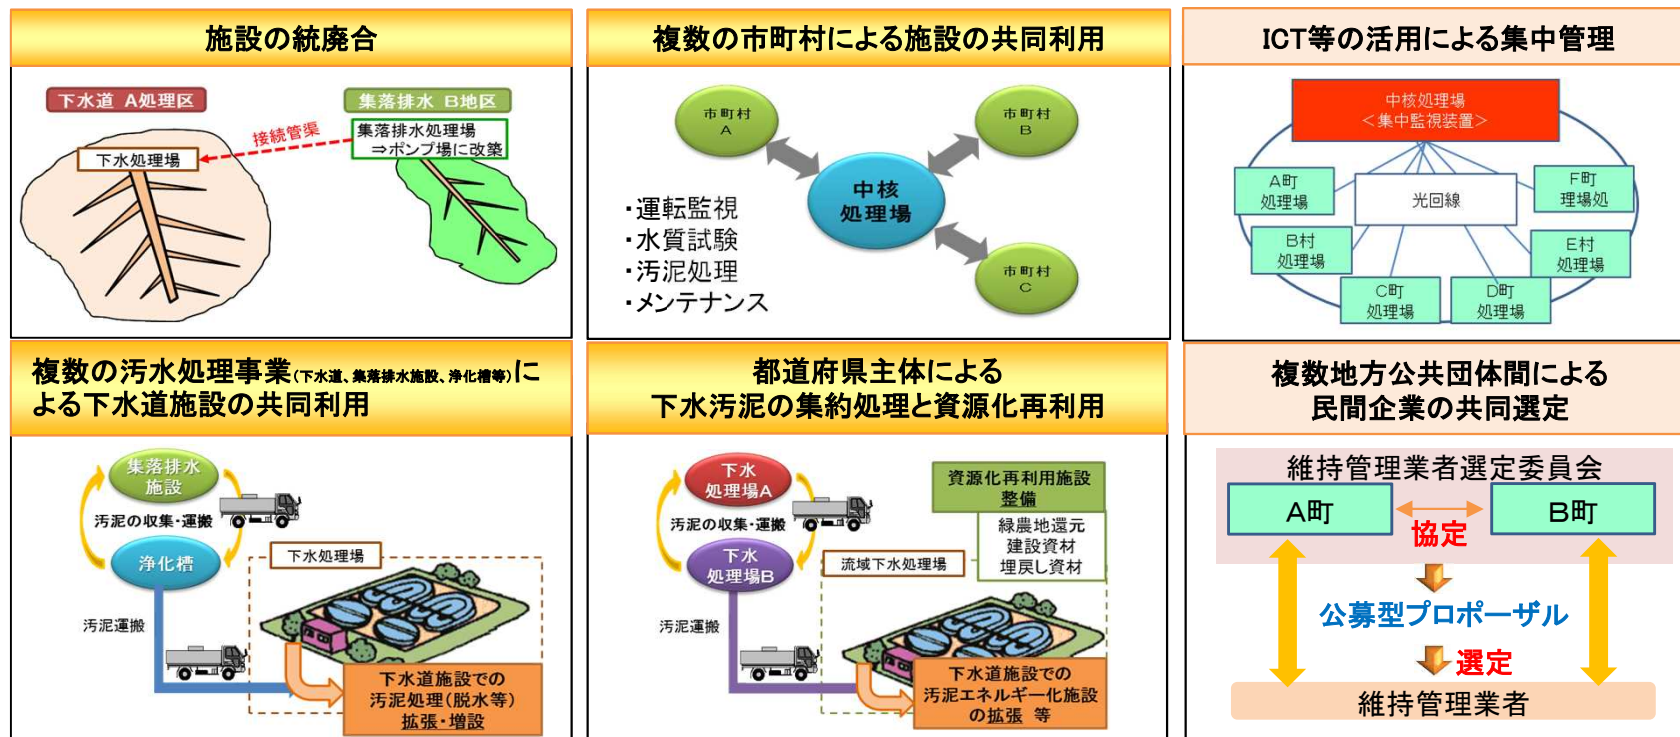 施設の統廃合
下水道 A処理区
集落排水 B地区
接続管渠
集落排水処理場
⇒ポンプ場に改築
下水処理場
複数の市町村による施設の共同利用
市町村
A
市町村
B
中核
処理場
市町村
C
・運転監視
・水質試験
・汚泥処理
・メンテナンス
ICT等の活用による集中管理
中核処理場
＜集中監視装置＞
A町
処理場
F町
理場処
光回線
B村
処理場
E村
処理場
C町
処理場
D町
処理場
複数の汚水処理事業(下水道、集落排水施設、浄化槽等)に
よる下水道施設の共同利用
集落排水
施設
汚泥の収集・運搬
浄化槽
下水処理場
汚泥運搬
下水道施設での
汚泥処理(脱水等)
拡張・増設
都道府県主体による
下水汚泥の集約処理と資源化再利用
下水
処理場A
汚泥の収集・運搬
下水
処理場B
資源化再利用施設
整備
緑農地還元
建設資材
埋戻し資材
流域下水処理場
汚泥運搬
下水道施設での
汚泥エネルギー化施設
の拡張 等
複数地方公共団体間による
民間企業の共同選定
維持管理業者選定委員会
A町
B町
協定
公募型プロポーザル
選定
維持管理業者